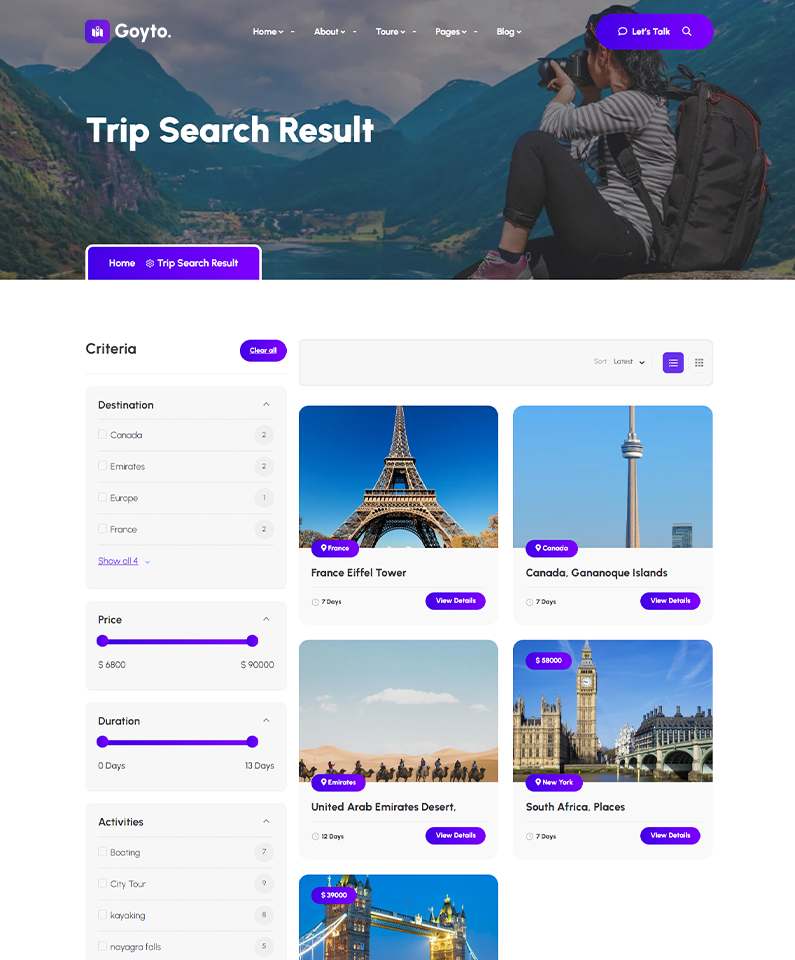 Goyto.
Home
About
Toure
Pages
Blog
Let's Talk
Trip Search Result
Home Trip Search Result
Criteria
Clear all
Sort : Latest
Destination
Canada 2
Emirates 2
Europe 1
France 2
Show all 4
Price
$ 6800 $ 90000
Duration
0 Days 13 Days
Activities
Boating 7
City Tour 9
kayaking 8
nayagra falls 5
France
France Eiffel Tower
7 Days View Details
Canada
Canada, Gananoque Islands
7 Days View Details
Emirates
United Arab Emirates Desert,
12 Days View Details
$ 58000
New York
South Africa, Places
7 Days View Details
$ 39000